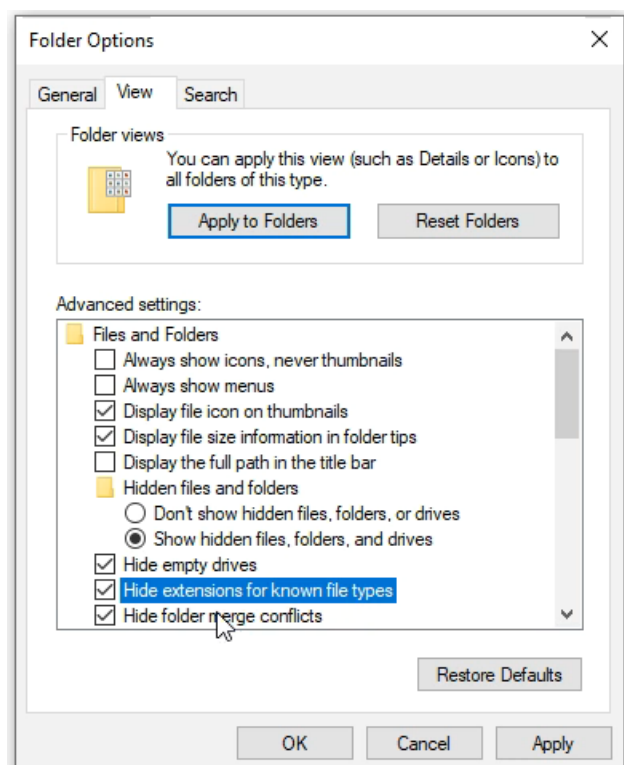 Folder Options
General
View
Search
Folder views
You can apply this view (such as Details or Icons) to
all folders of this type.
Apply to Folders
Reset Folders
Advanced settings:
Files and Folders
Always show icons, never thumbnails
Always show menus
Display file icon on thumbnails
Display file size information in folder tips
Display the full path in the title bar
Hidden files and folders
Don't show hidden files, folders, or drives
Show hidden files, folders, and drives
Hide empty drives
Hide extensions for known file types
Hide folder merge conflicts
Restore Defaults
OK
Cancel
Apply